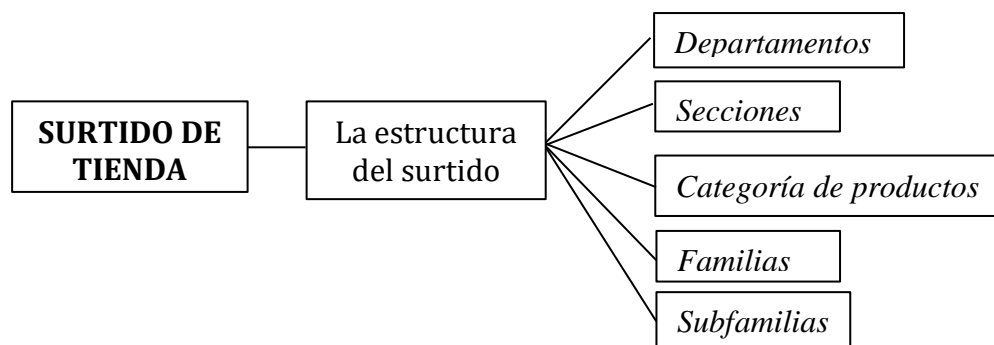 SURTIDO DE
TIENDA
La estructura
del surtido
Departamentos
Secciones
Categoría de productos
Familias
Subfamilias